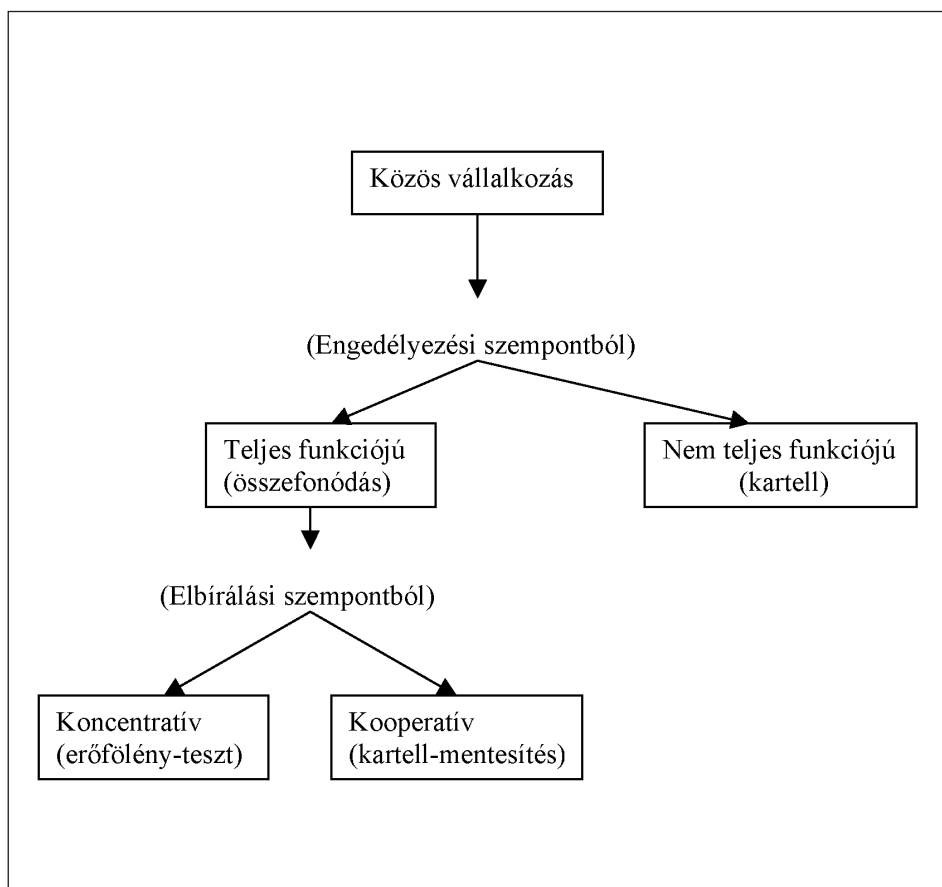 Közös vállalkozás
(Engedélyezési szempontból)
Teljes funkciójú
(összefonódás)
Nem teljes funkciójú
(kartell)
(Elbírálási szempontból)
Koncentratív
(erőfölény-teszt)
Kooperatív
(kartell-mentesítés)